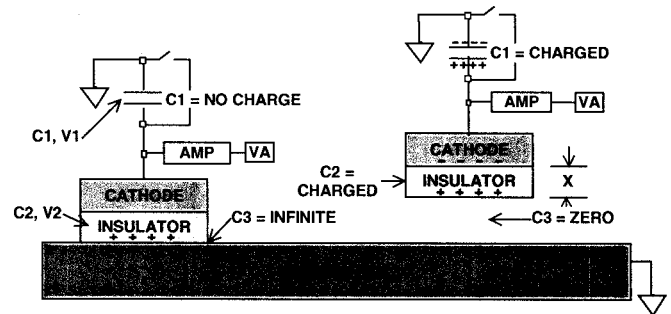 C1 = NO CHARGE
C1, V1
AMP
VA
CATHODE
C2, V2
INSULATOR
+ + + +
C3 = INFINITE
- - - - -
C1 = CHARGED
+ + + +
AMP
VA
CATHODE
- - - -
C2 =
CHARGED
INSULATOR
+ + + +
X
C3 = ZERO